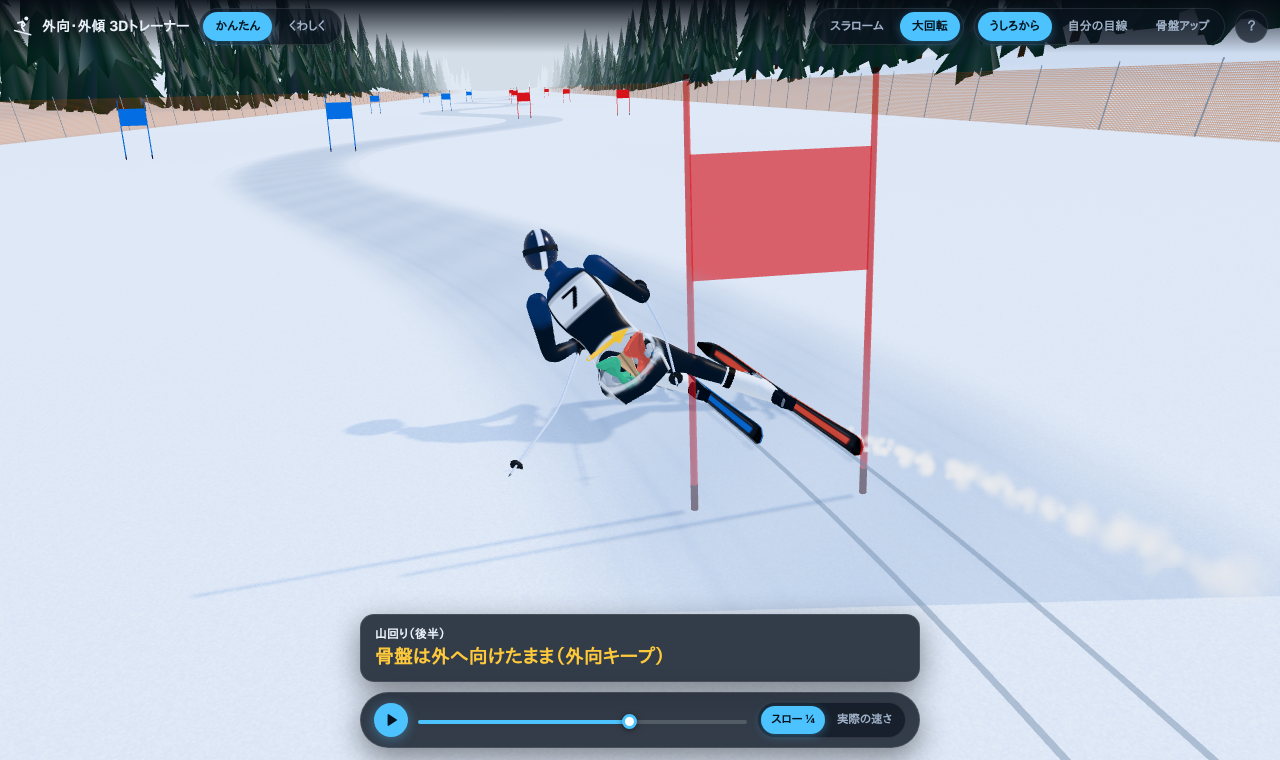 外向・外傾 3Dトレーナー
かんたん
くわしく
スラローム
大回転
うしろから
自分の目線
骨盤アップ
?
7
山回り(後半)
骨盤は外へ向けたまま(外向キープ)
スロー ¼
実際の速さ